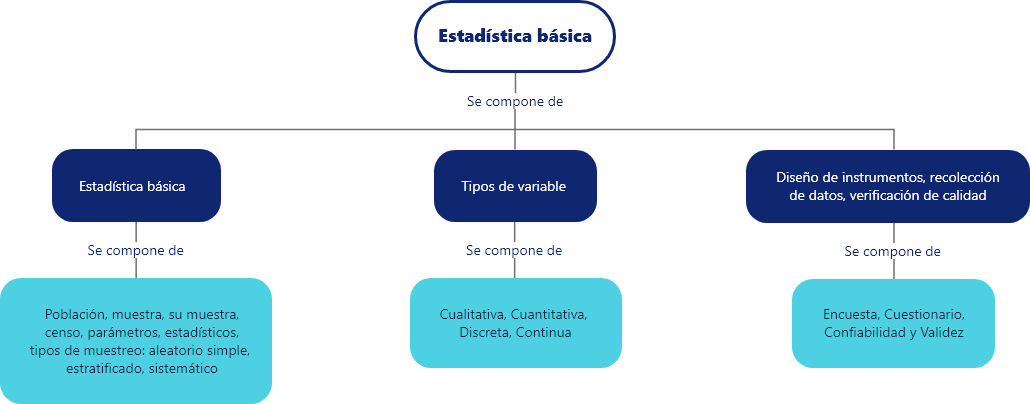 Estadística básica
Se compone de
Estadística básica
Tipos de variable
Diseño de instrumentos, recolección
de datos, verificación de calidad
Se compone de
Se compone de
Se compone de
Población, muestra, su muestra,
censo, parámetros, estadísticos,
tipos de muestreo: aleatorio simple,
estratificado, sistemático
Cualitativa, Cuantitativa,
Discreta, Continua
Encuesta, Cuestionario,
Confiabilidad y Validez